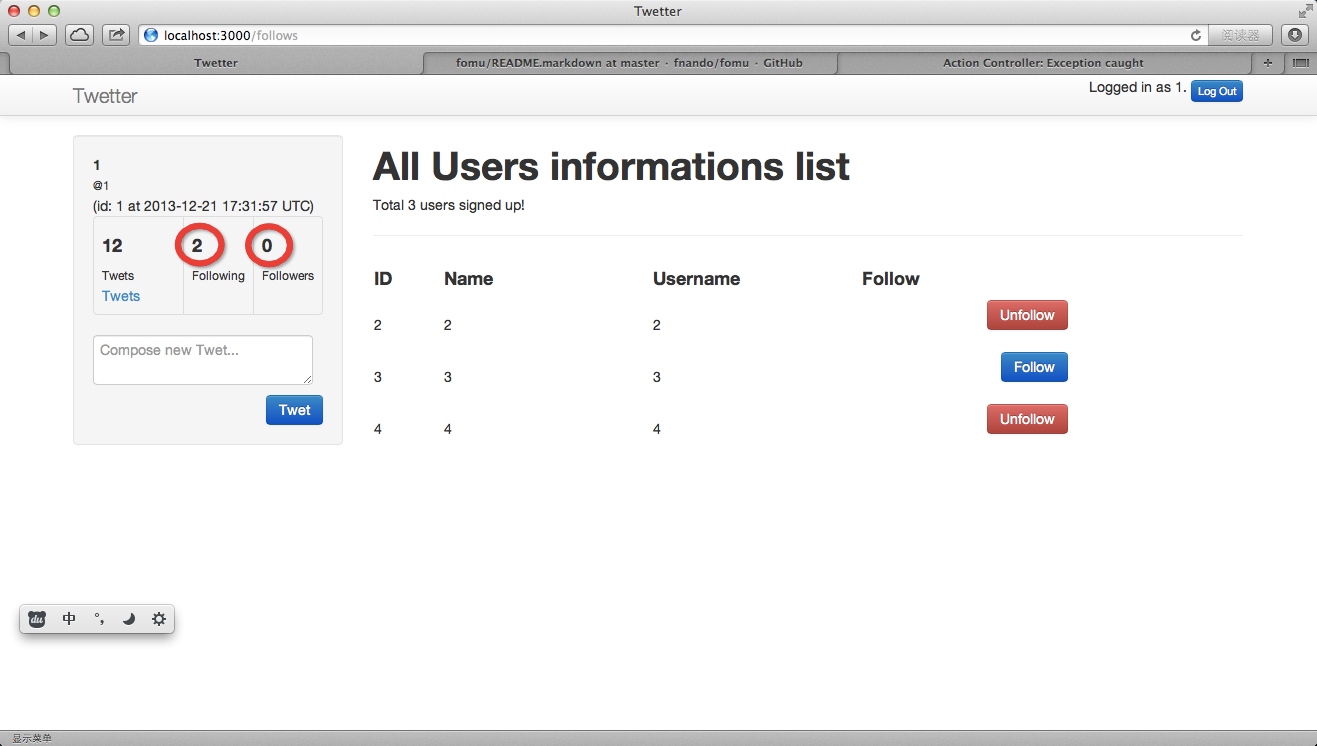 Twetter
localhost:3000/follows
阅读器
Twetter
fomu/README.markdown at master · fnando/fomu · GitHub
Action Controller: Exception caught
Twetter
Logged in as 1. Log Out
1
@1
(id: 1 at 2013-12-21 17:31:57 UTC)
12 2 0
Twets Following Followers
Twets
Compose new Twet...
Twet
All Users informations list
Total 3 users signed up!
ID Name Username Follow
2 2 2 Unfollow
3 3 3 Follow
4 4 4 Unfollow
du 中 °,
显示菜单